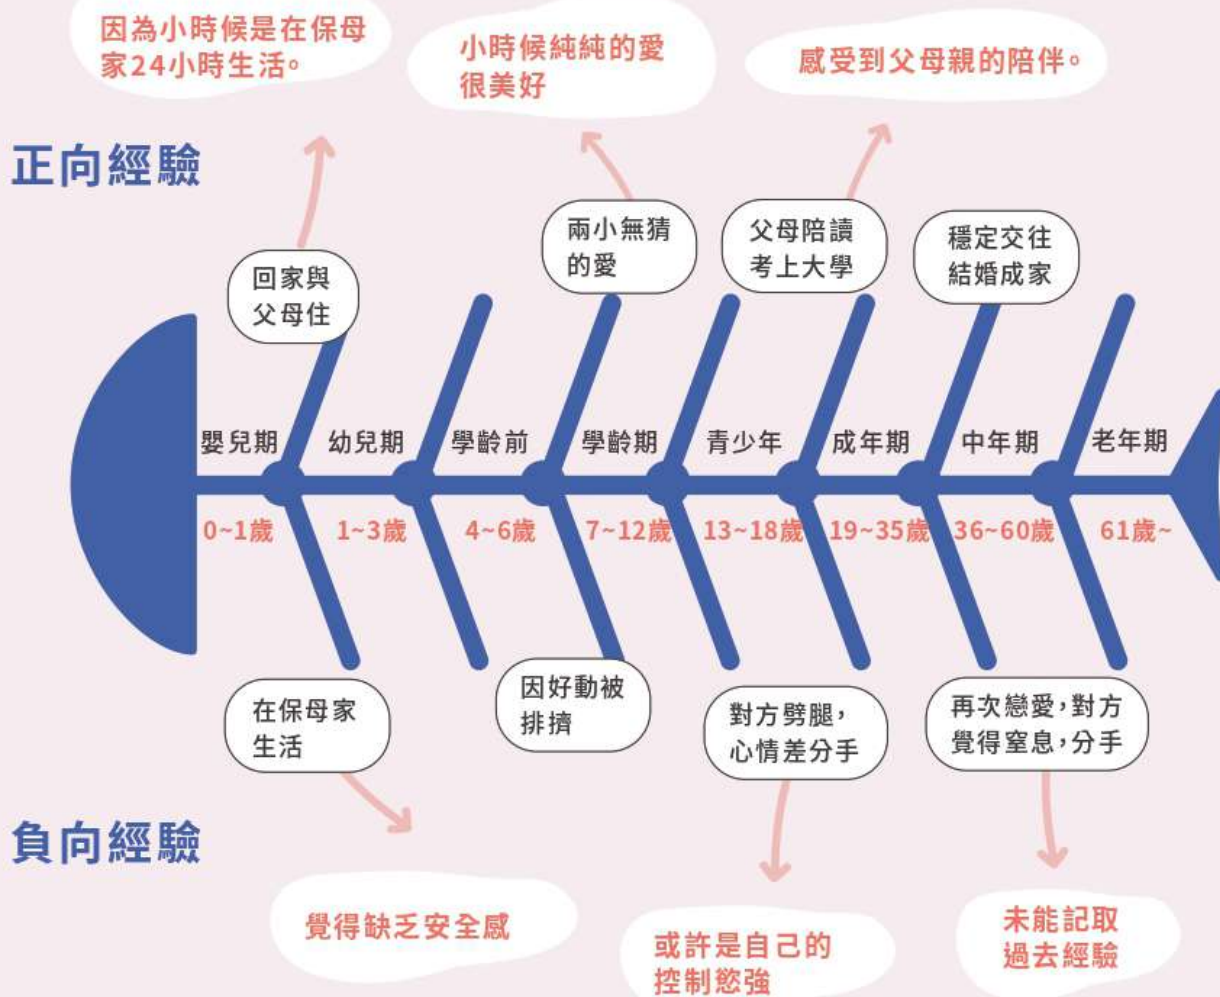 因為小時候是在保母
家24小時生活。
小時候純純的愛
很美好
感受到父母親的陪伴。
正向經驗
回家與
父母住
兩小無猜
的愛
父母陪讀
考上大學
穩定交往
結婚成家
嬰兒期
幼兒期
學齡前
學齡期
青少年
成年期
中年期
老年期
0~1歲
1~3歲
4~6歲
7~12歲
13~18歲
19~35歲
36~60歲
61歲~
在保母家
生活
因好動被
排擠
對方劈腿，
心情差分手
再次戀愛，對方
覺得窒息，分手
負向經驗
覺得缺乏安全感
或許是自己的
控制慾強
未能記取
過去經驗